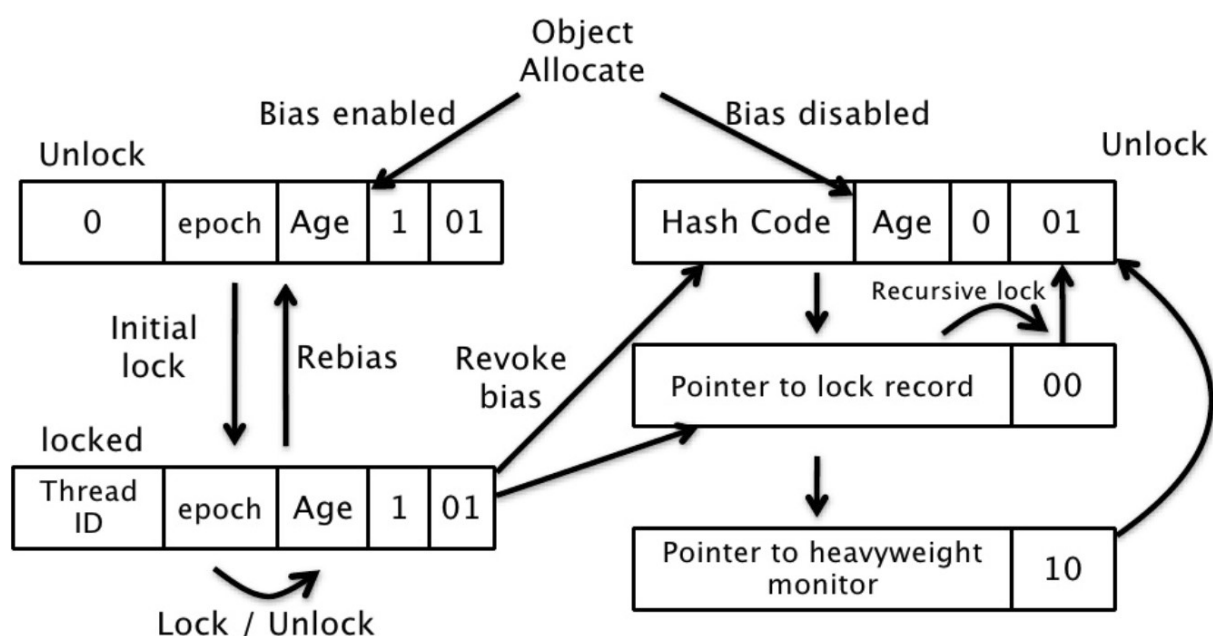 Object
Allocate
Bias enabled
Bias disabled
Unlock
Unlock
0 epoch Age 1 01
Hash Code Age 0 01
Recursive lock
Initial
lock
Rebias
Revoke
bias
Pointer to lock record 00
locked
Thread
ID epoch Age 1 01
Pointer to heavyweight
monitor 10
Lock / Unlock